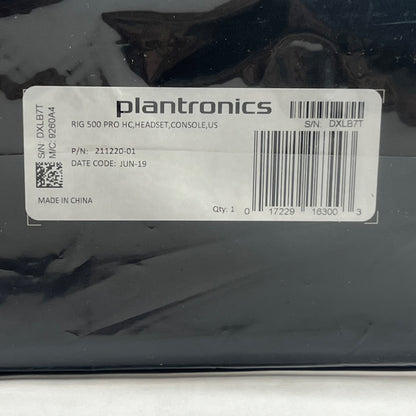 plantronics
RIG 500 PRO HC,HEADSET,CONSOLE,US
S/N: DXLB7T
S/N: DXLB7T
M/C: 9260A4
P/N: 211220-01
DATE CODE: JUN-19
MADE IN CHINA
Qty: 1
0 17229 16300 3